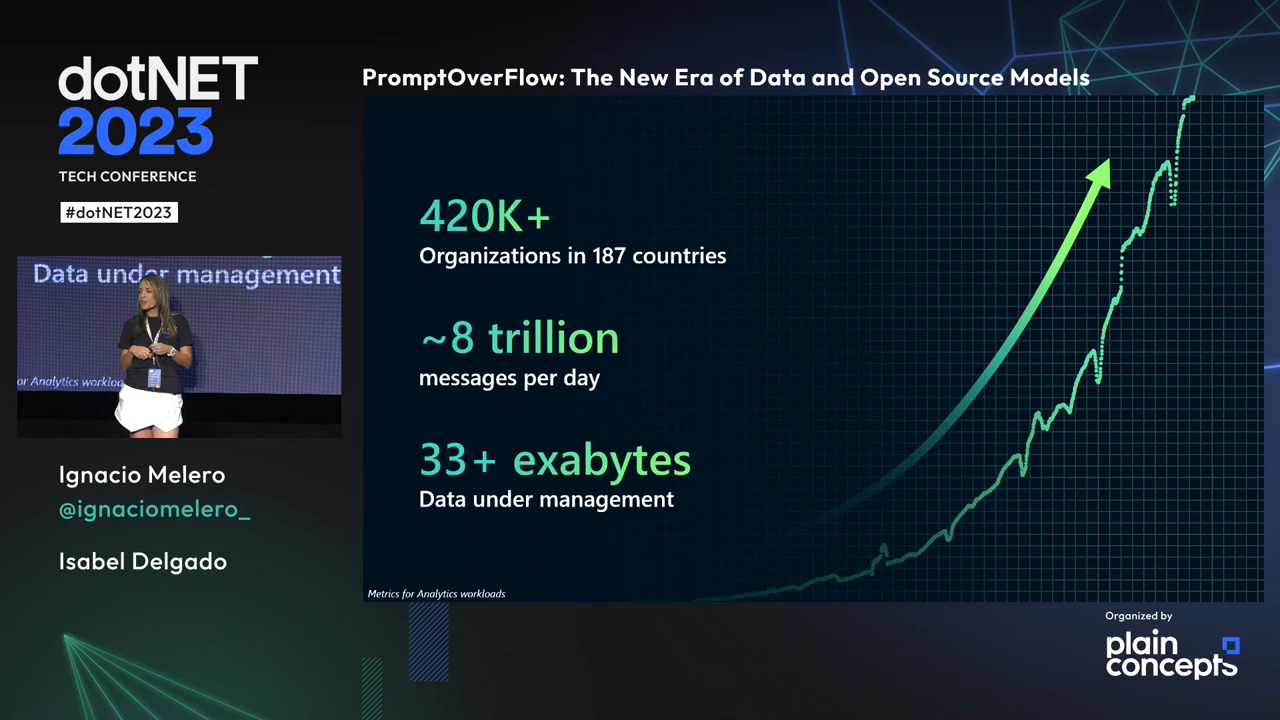 dotNET
2023
TECH CONFERENCE
#dotNET2023
PromptOverFlow: The New Era of Data and Open Source Models
420K+
Organizations in 187 countries
~8 trillion
messages per day
33+ exabytes
Data under management
Metrics for Analytics workloads
Data under management
or Analytics workloa
Ignacio Melero
@ignaciomelero_
Isabel Delgado
Organized by
plain
concepts